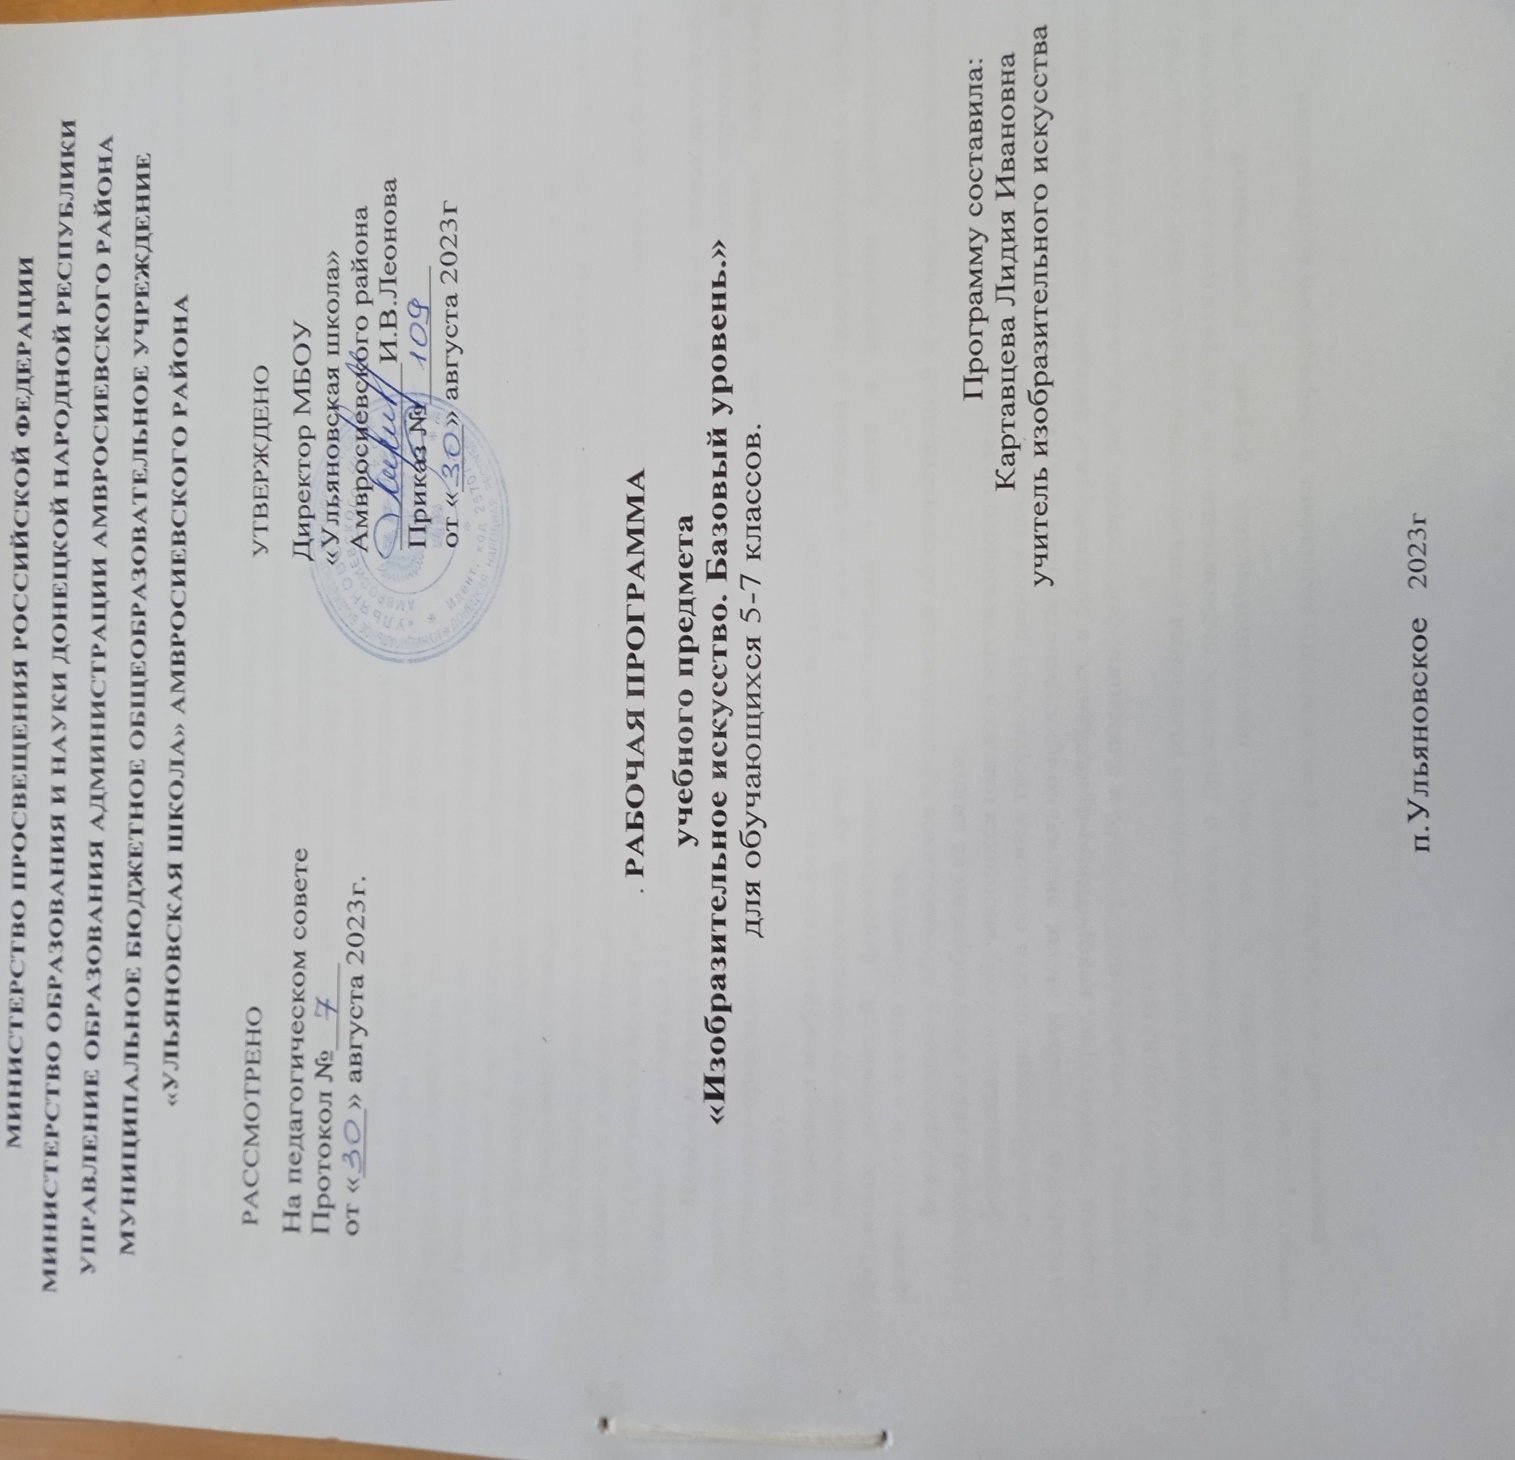 МИНИСТЕРСТВО ПРОСВЕЩЕНИЯ РОССИЙСКОЙ ФЕДЕРАЦИИ
МИНИСТЕРСТВО ОБРАЗОВАНИЯ И НАУКИ ДОНЕЦКОЙ НАРОДНОЙ РЕСПУБЛИКИ
УПРАВЛЕНИЕ ОБРАЗОВАНИЯ АДМИНИСТРАЦИИ АМВРОСИЕВСКОГО РАЙОНА
МУНИЦИПАЛЬНОЕ БЮДЖЕТНОЕ ОБЩЕОБРАЗОВАТЕЛЬНОЕ УЧРЕЖДЕНИЕ
«УЛЬЯНОВСКАЯ ШКОЛА» АМВРОСИЕВСКОГО РАЙОНА
РАССМОТРЕНО
На педагогическом совете
Протокол № 7
от «30» августа 2023г.
УТВЕРЖДЕНО
Директор МБОУ
«Ульяновская школа»
Амвросиевского района
И.В.Леонова
Приказ № 109
от «30» августа 2023г
. РАБОЧАЯ ПРОГРАММА
учебного предмета
«Изобразительное искусство. Базовый уровень.»
для обучающихся 5-7 классов.
Программу составила:
Картавцева Лидия Ивановна
учитель изобразительного искусства
п.Ульяновское 2023г